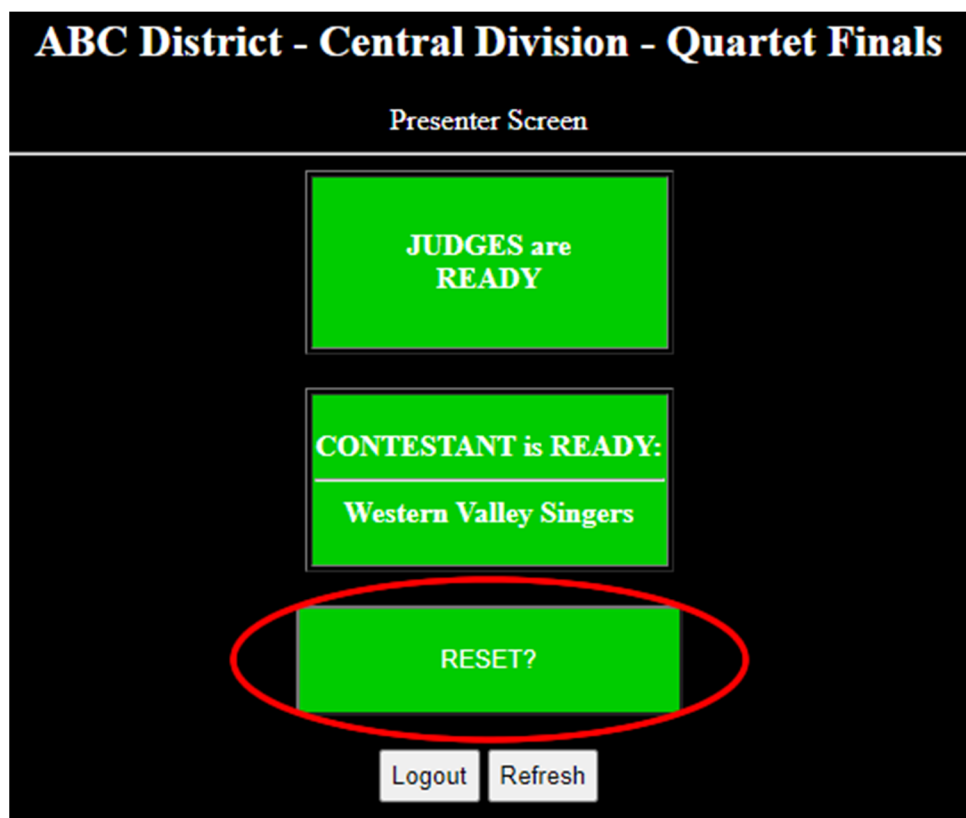 ABC District - Central Division - Quartet Finals
Presenter Screen
JUDGES are
READY
CONTESTANT is READY:
Western Valley Singers
RESET?
Logout Refresh